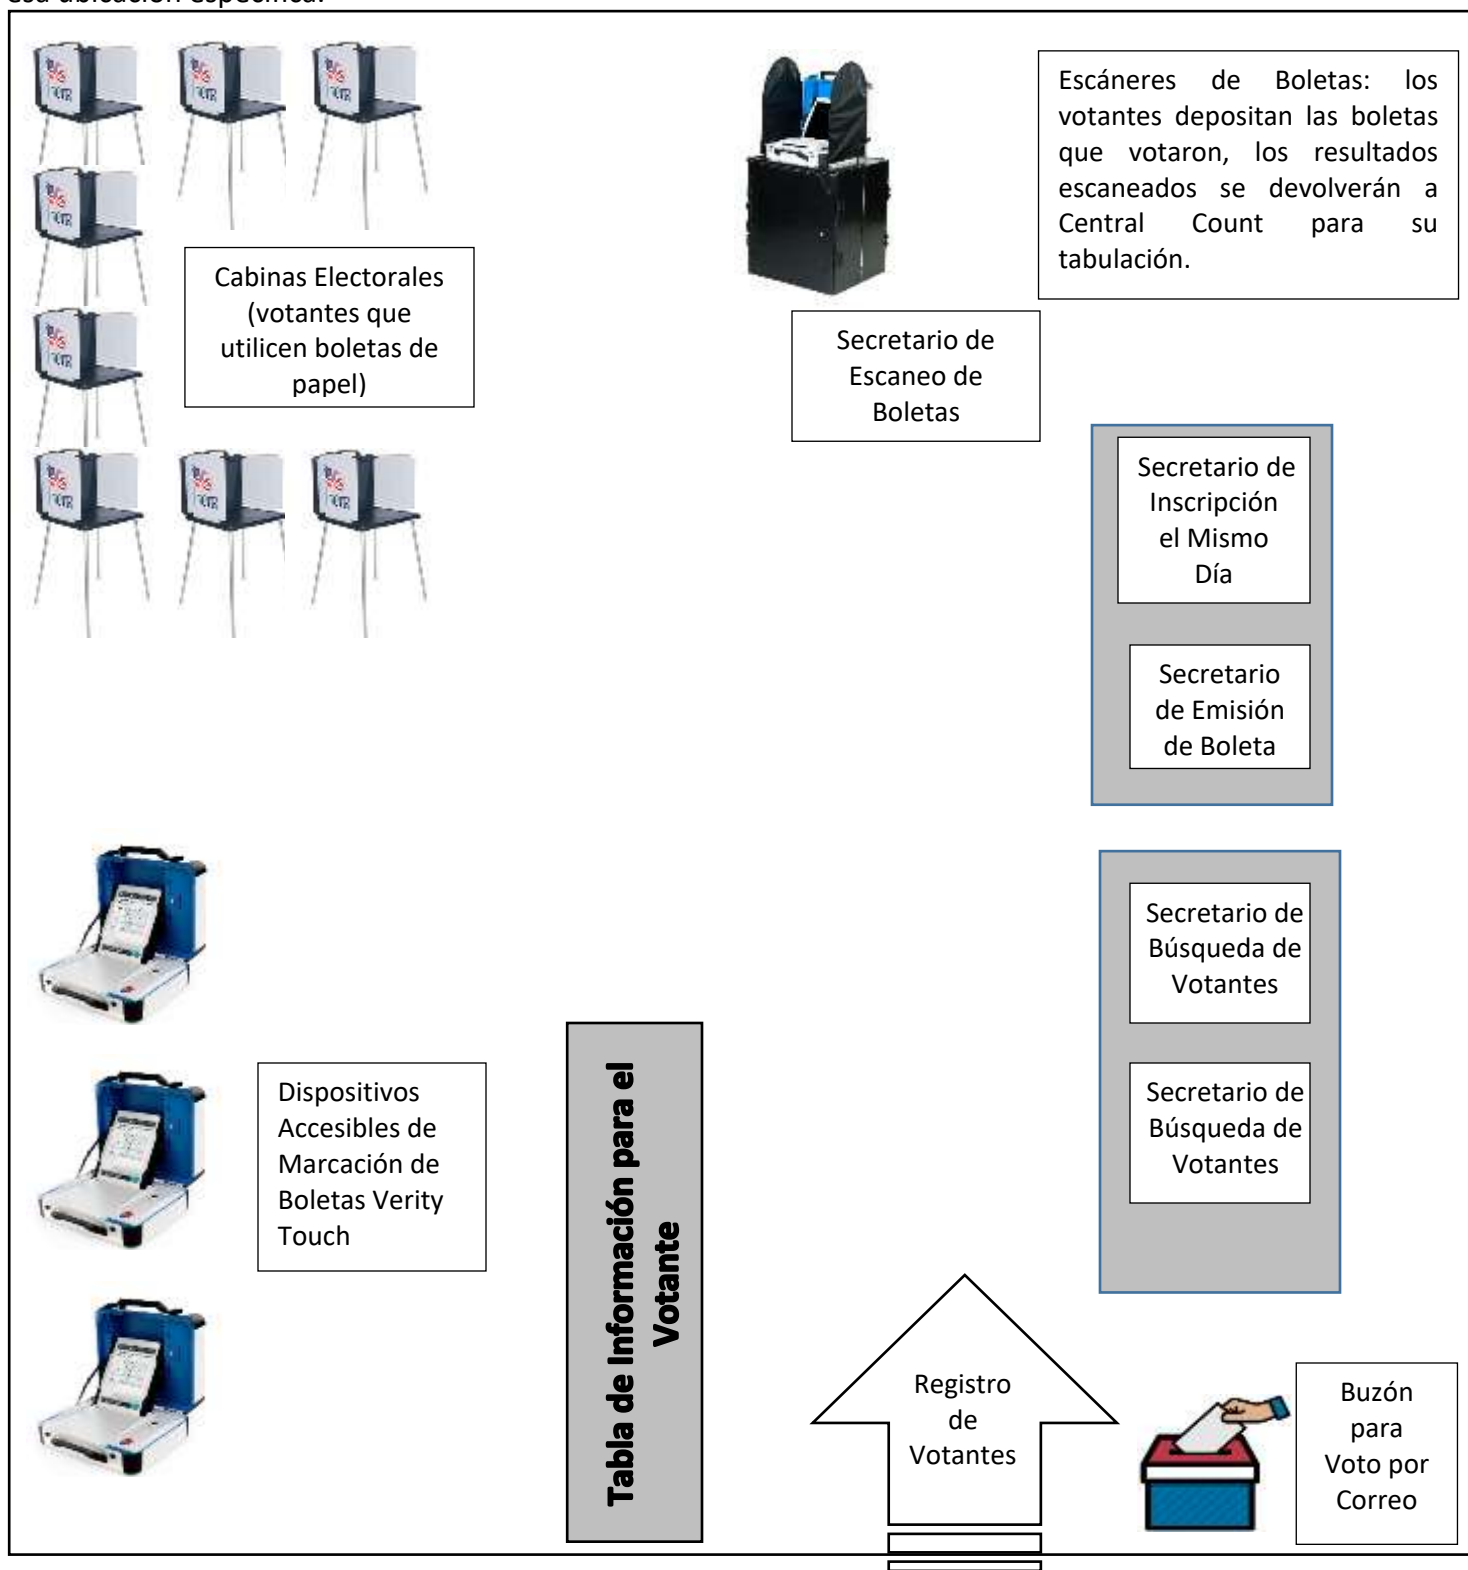 Escáneres de Boletas: los
votantes depositan las boletas
que votaron, los resultados
escaneados se devolverán a
Central Count para su
tabulación.
Cabinas Electorales
(votantes que
utilicen boletas de
papel)
Secretario de
Escaneo de
Boletas
Secretario de
Inscripción
el Mismo
Día
Secretario
de Emisión
de Boleta
Secretario de
Búsqueda de
Votantes
Secretario de
Búsqueda de
Votantes
Dispositivos
Accesibles de
Marcación de
Boletas Verity
Touch
Tabla de Información para el
Votante
Registro
de
Votantes
Buzón
para
Voto por
Correo